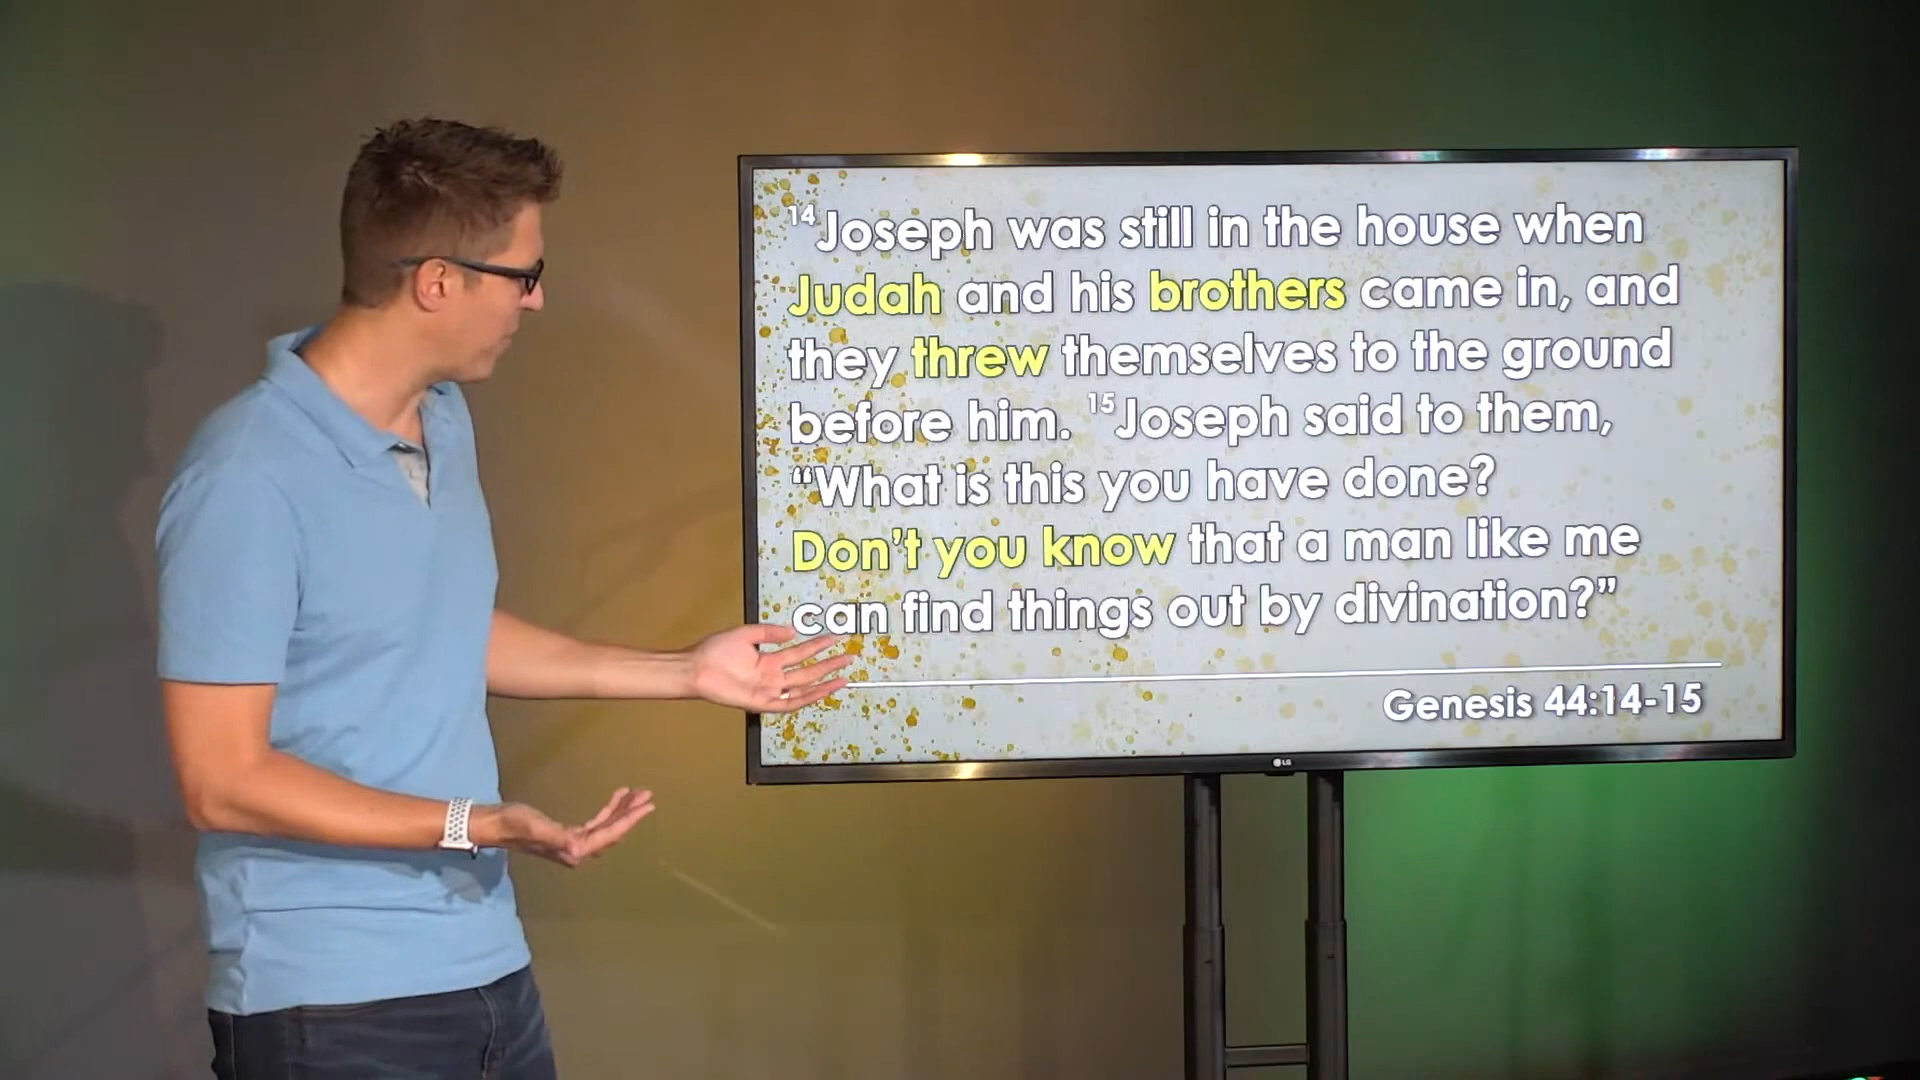 ¹⁴Joseph was still in the house when
Judah and his brothers came in, and
they threw themselves to the ground
before him. ¹⁵Joseph said to them,
“What is this you have done?
Don’t you know that a man like me
can find things out by divination?”
Genesis 44:14-15
LG